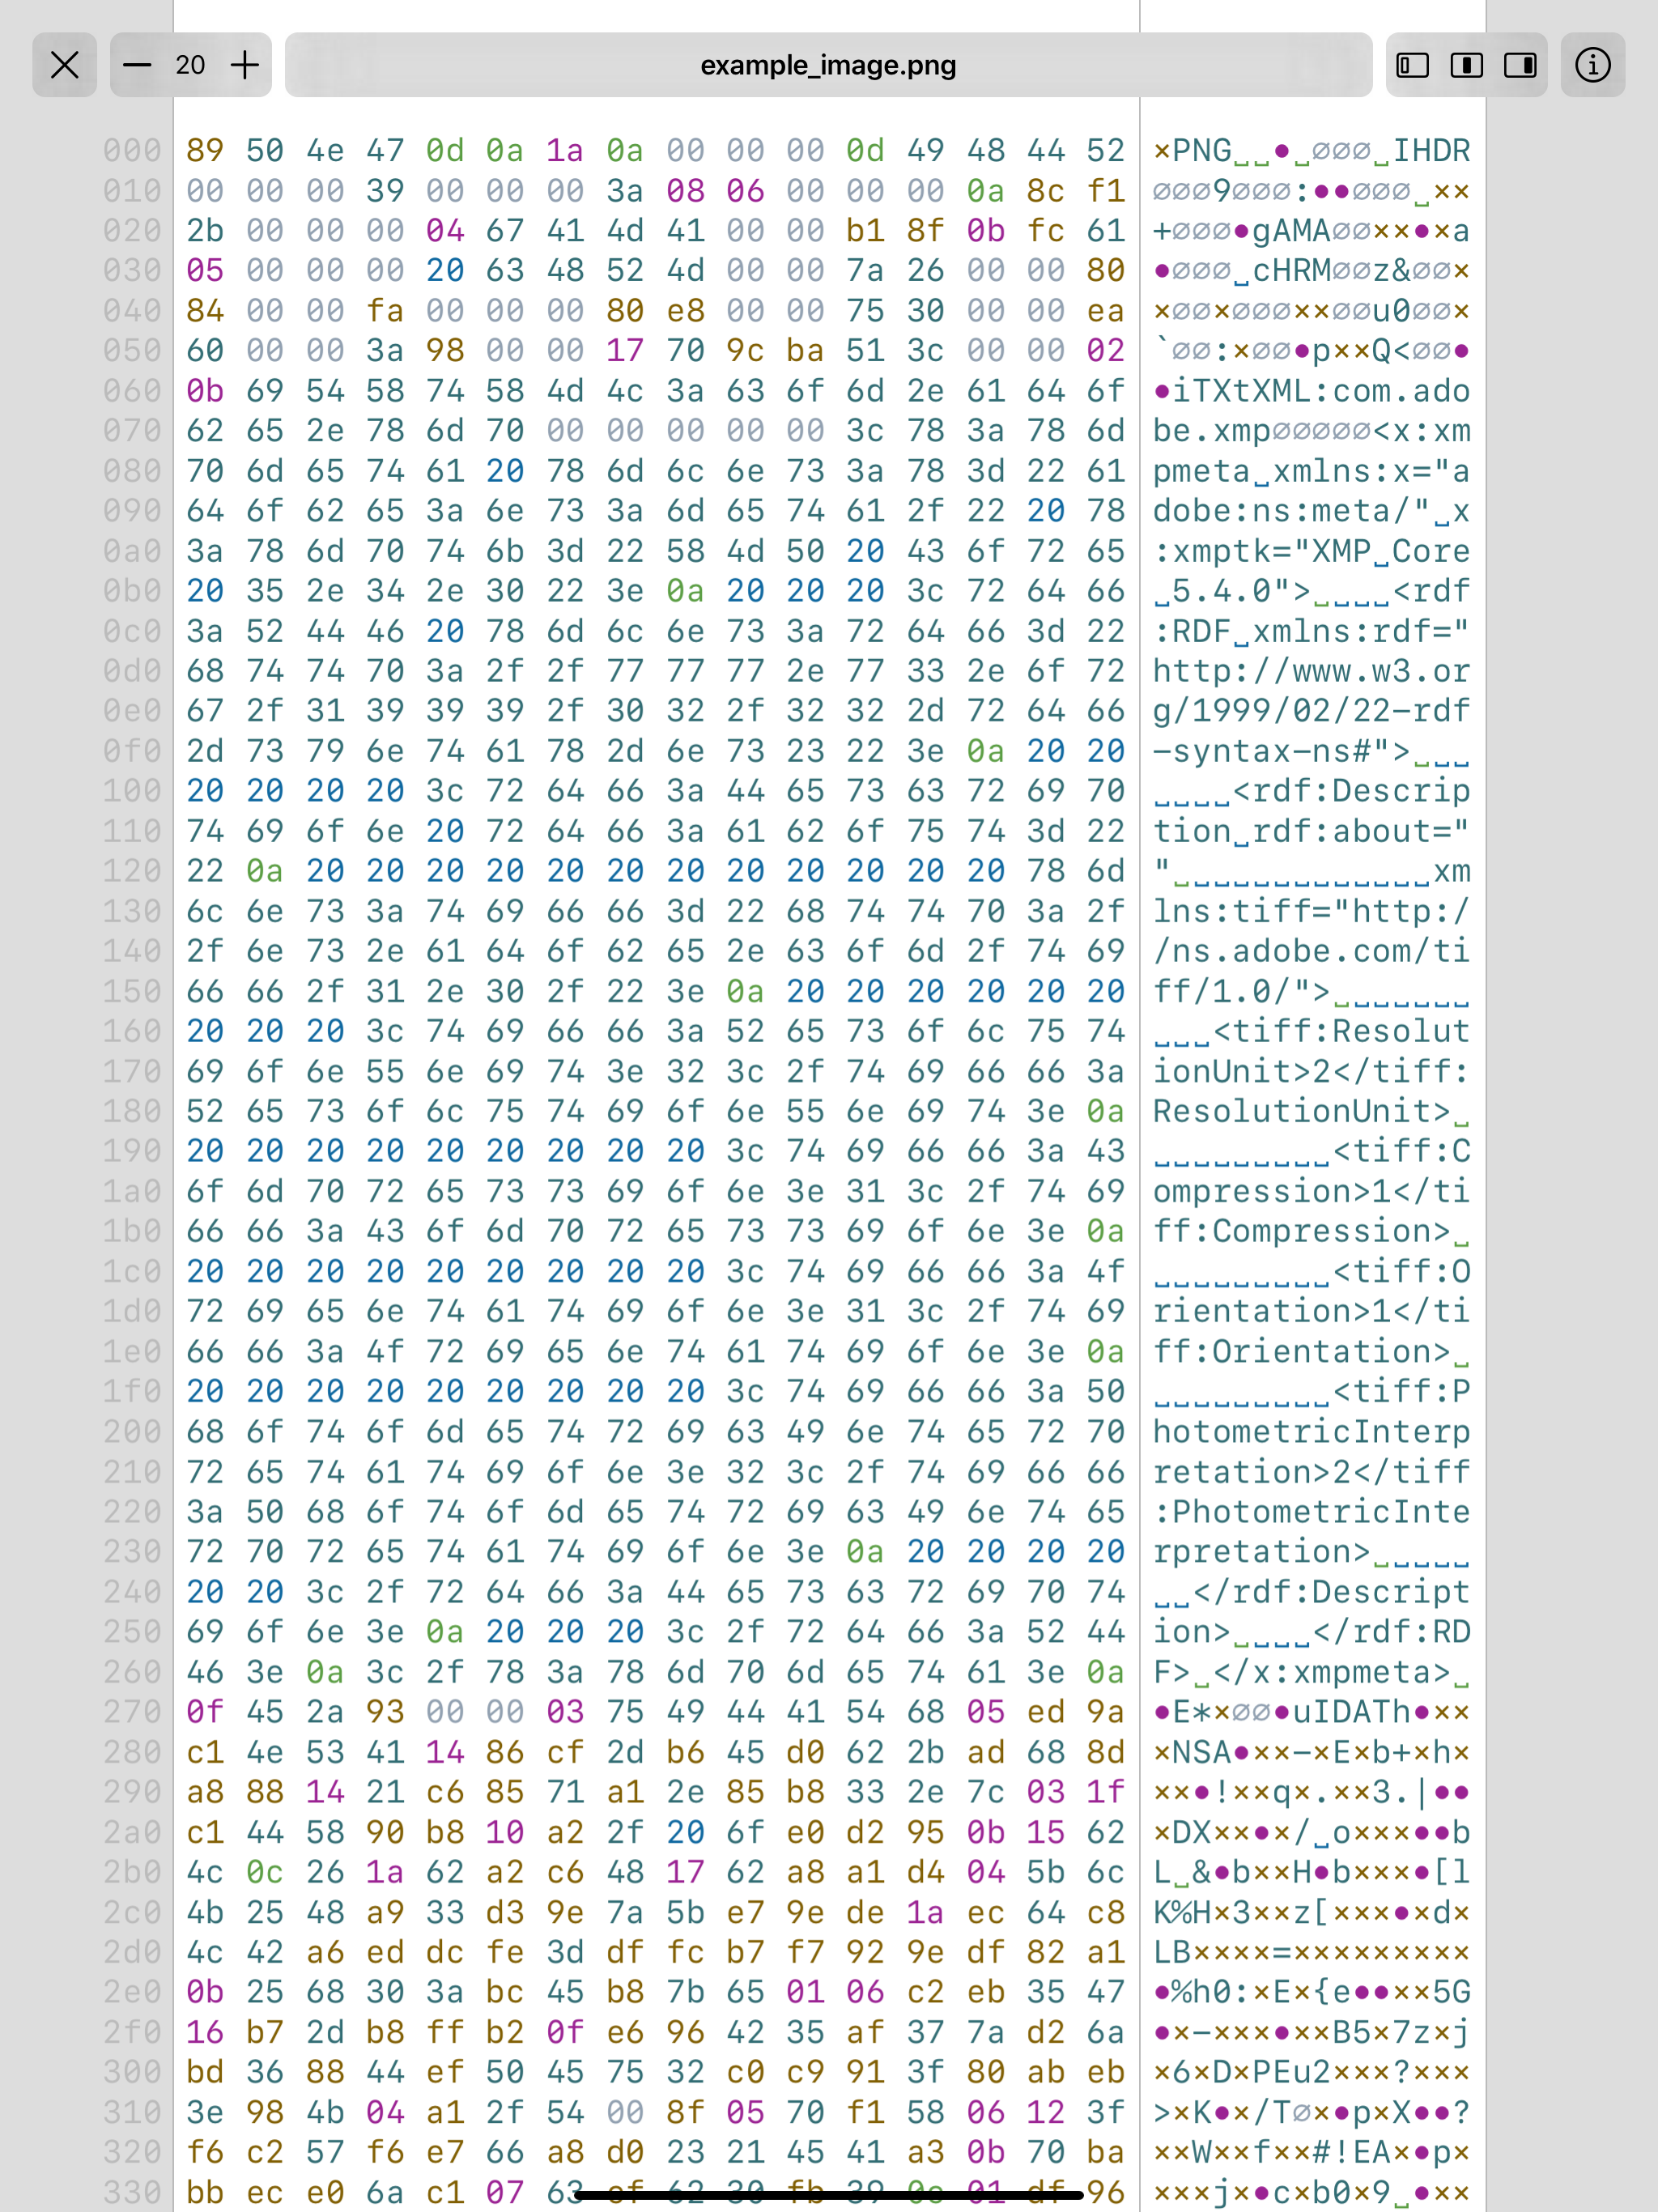 20 example_image.png
000 89 50 4e 47 0d 0a 1a 0a 00 00 00 0d 49 48 44 52 ×PNG␣␣•␣∅∅∅␣IHDR
010 00 00 00 39 00 00 00 3a 08 06 00 00 00 0a 8c f1 ∅∅∅9∅∅∅:••∅∅∅␣××
020 2b 00 00 00 04 67 41 4d 41 00 00 b1 8f 0b fc 61 +∅∅∅•gAMA∅∅××•×a
030 05 00 00 00 20 63 48 52 4d 00 00 7a 26 00 00 80 •∅∅∅␣cHRM∅∅z&∅∅×
040 84 00 00 fa 00 00 00 80 e8 00 00 75 30 00 00 ea ×∅∅×∅∅∅××∅∅u0∅∅×
050 60 00 00 3a 98 00 00 17 70 9c ba 51 3c 00 00 02 `∅∅:×∅∅•p××Q<∅∅•
060 0b 69 54 58 74 58 4d 4c 3a 63 6f 6d 2e 61 64 6f •iTXtXML:com.ado
070 62 65 2e 78 6d 70 00 00 00 00 00 3c 78 3a 78 6d be.xmp∅∅∅∅∅<x:xm
080 70 6d 65 74 61 20 78 6d 6c 6e 73 3a 78 3d 22 61 pmeta␣xmlns:x="a
090 64 6f 62 65 3a 6e 73 3a 6d 65 74 61 2f 22 20 78 dobe:ns:meta/"␣x
0a0 3a 78 6d 70 74 6b 3d 22 58 4d 50 20 43 6f 72 65 :xmptk="XMP␣Core
0b0 20 35 2e 34 2e 30 22 3e 0a 20 20 20 3c 72 64 66 ␣5.4.0">␣␣␣␣<rdf
0c0 3a 52 44 46 20 78 6d 6c 6e 73 3a 72 64 66 3d 22 :RDF␣xmlns:rdf="
0d0 68 74 74 70 3a 2f 2f 77 77 77 2e 77 33 2e 6f 72 http://www.w3.or
0e0 67 2f 31 39 39 39 2f 30 32 2f 32 32 2d 72 64 66 g/1999/02/22-rdf
0f0 2d 73 79 6e 74 61 78 2d 6e 73 23 22 3e 0a 20 20 -syntax-ns#">␣␣␣
100 20 20 20 20 3c 72 64 66 3a 44 65 73 63 72 69 70 ␣␣␣␣<rdf:Descrip
110 74 69 6f 6e 20 72 64 66 3a 61 62 6f 75 74 3d 22 tion␣rdf:about="
120 22 0a 20 20 20 20 20 20 20 20 20 20 20 20 78 6d "␣␣␣␣␣␣␣␣␣␣␣␣␣xm
130 6c 6e 73 3a 74 69 66 66 3d 22 68 74 74 70 3a 2f lns:tiff="http:/
140 2f 6e 73 2e 61 64 6f 62 65 2e 63 6f 6d 2f 74 69 /ns.adobe.com/ti
150 66 66 2f 31 2e 30 2f 22 3e 0a 20 20 20 20 20 20 ff/1.0/">␣␣␣␣␣␣␣
160 20 20 20 3c 74 69 66 66 3a 52 65 73 6f 6c 75 74 ␣␣␣<tiff:Resolut
170 69 6f 6e 55 6e 69 74 3e 32 3c 2f 74 69 66 66 3a ionUnit>2</tiff:
180 52 65 73 6f 6c 75 74 69 6f 6e 55 6e 69 74 3e 0a ResolutionUnit>␣
190 20 20 20 20 20 20 20 20 20 3c 74 69 66 66 3a 43 ␣␣␣␣␣␣␣␣␣<tiff:C
1a0 6f 6d 70 72 65 73 73 69 6f 6e 3e 31 3c 2f 74 69 ompression>1</ti
1b0 66 66 3a 43 6f 6d 70 72 65 73 73 69 6f 6e 3e 0a ff:Compression>␣
1c0 20 20 20 20 20 20 20 20 20 3c 74 69 66 66 3a 4f ␣␣␣␣␣␣␣␣␣<tiff:O
1d0 72 69 65 6e 74 61 74 69 6f 6e 3e 31 3c 2f 74 69 rientation>1</ti
1e0 66 66 3a 4f 72 69 65 6e 74 61 74 69 6f 6e 3e 0a ff:Orientation>␣
1f0 20 20 20 20 20 20 20 20 20 3c 74 69 66 66 3a 50 ␣␣␣␣␣␣␣␣␣<tiff:P
200 68 6f 74 6f 6d 65 74 72 69 63 49 6e 74 65 72 70 hotometricInterp
210 72 65 74 61 74 69 6f 6e 3e 32 3c 2f 74 69 66 66 retation>2</tiff
220 3a 50 68 6f 74 6f 6d 65 74 72 69 63 49 6e 74 65 :PhotometricInte
230 72 70 72 65 74 61 74 69 6f 6e 3e 0a 20 20 20 20 rpretation>␣␣␣␣␣
240 20 20 3c 2f 72 64 66 3a 44 65 73 63 72 69 70 74 ␣␣</rdf:Descript
250 69 6f 6e 3e 0a 20 20 20 3c 2f 72 64 66 3a 52 44 ion>␣␣␣␣</rdf:RD
260 46 3e 0a 3c 2f 78 3a 78 6d 70 6d 65 74 61 3e 0a F>␣</x:xmpmeta>␣
270 0f 45 2a 93 00 00 03 75 49 44 41 54 68 05 ed 9a •E*×∅∅•uIDATh•××
280 c1 4e 53 41 14 86 cf 2d b6 45 d0 62 2b ad 68 8d ×NSA•××-×E×b+×h×
290 a8 88 14 21 c6 85 71 a1 2e 85 b8 33 2e 7c 03 1f ××•!××q×.××3.|••
2a0 c1 44 58 90 b8 10 a2 2f 20 6f e0 d2 95 0b 15 62 ×DX××•×/␣o×××••b
2b0 4c 0c 26 1a 62 a2 c6 48 17 62 a8 a1 d4 04 5b 6c L␣&•b××H•b×××•[l
2c0 4b 25 48 a9 33 d3 9e 7a 5b e7 9e de 1a ec 64 c8 K%H×3××z[×××•×d×
2d0 4c 42 a6 ed dc fe 3d df fc b7 f7 92 9e df 82 a1 LB××××=×××××××××
2e0 0b 25 68 30 3a bc 45 b8 7b 65 01 06 c2 eb 35 47 •%h0:×E×{e••××5G
2f0 16 b7 2d b8 ff b2 0f e6 96 42 35 af 37 7a d2 6a •×-×××•××B5×7z×j
300 bd 36 88 44 ef 50 45 75 32 c0 c9 91 3f 80 ab eb ×6×D×PEu2×××?×××
310 3e 98 4b 04 a1 2f 54 00 8f 05 70 f1 58 06 12 3f >×K•×/T∅×•p×X••?
320 f6 c2 57 f6 e7 66 a8 d0 23 21 45 41 a3 0b 70 ba ××W××f××#!EA×•p×
330 bb ec e0 6a c1 07 63 96 ×××j×•c×b0×9␣•××